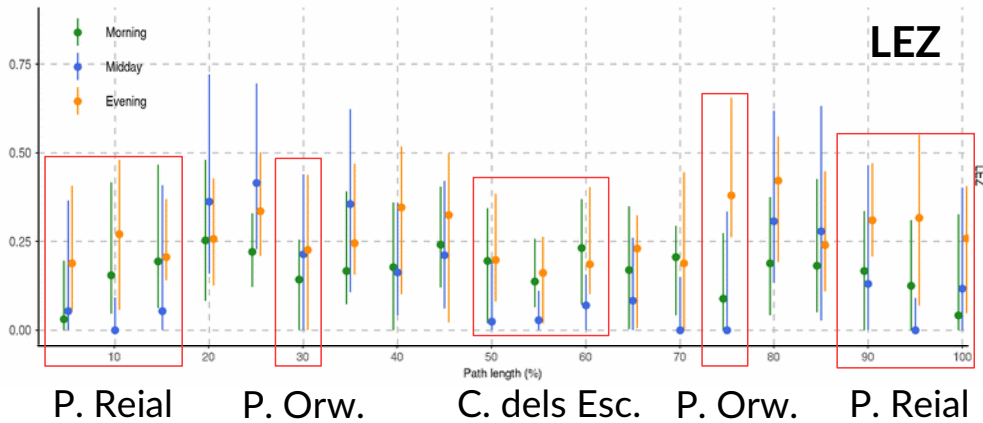 LEZ
Morning
Midday
Evening
0.75
0.50
0.25
0.00
10 20 30 40 50 60 70 80 90 100
Path length (%)
P. Reial P. Orw. C. dels Esc. P. Orw. P. Reial